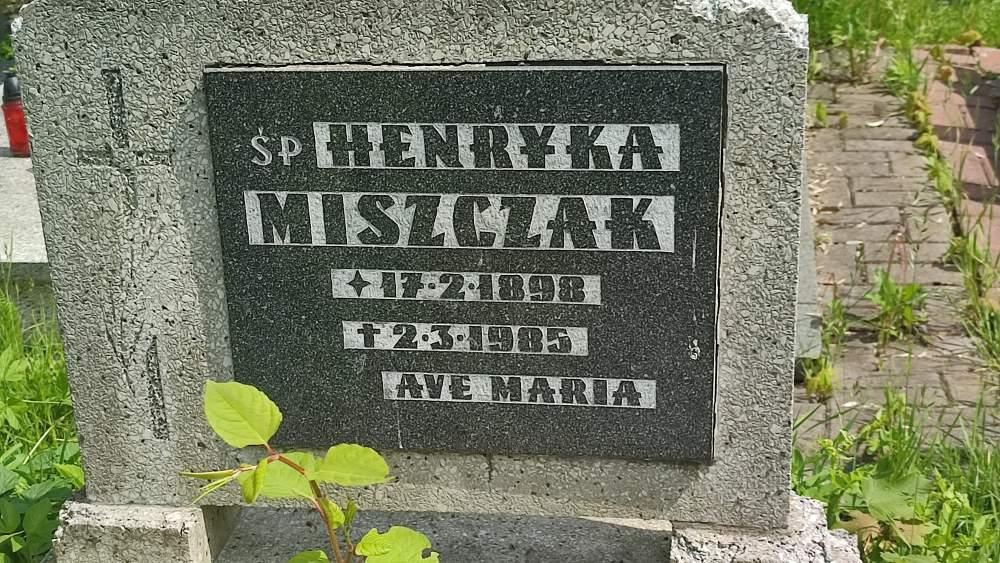 ŚP HENRYKA
MISZCZAK
✦ 17·2·1898
✝ 2·3·1985
AVE MARIA